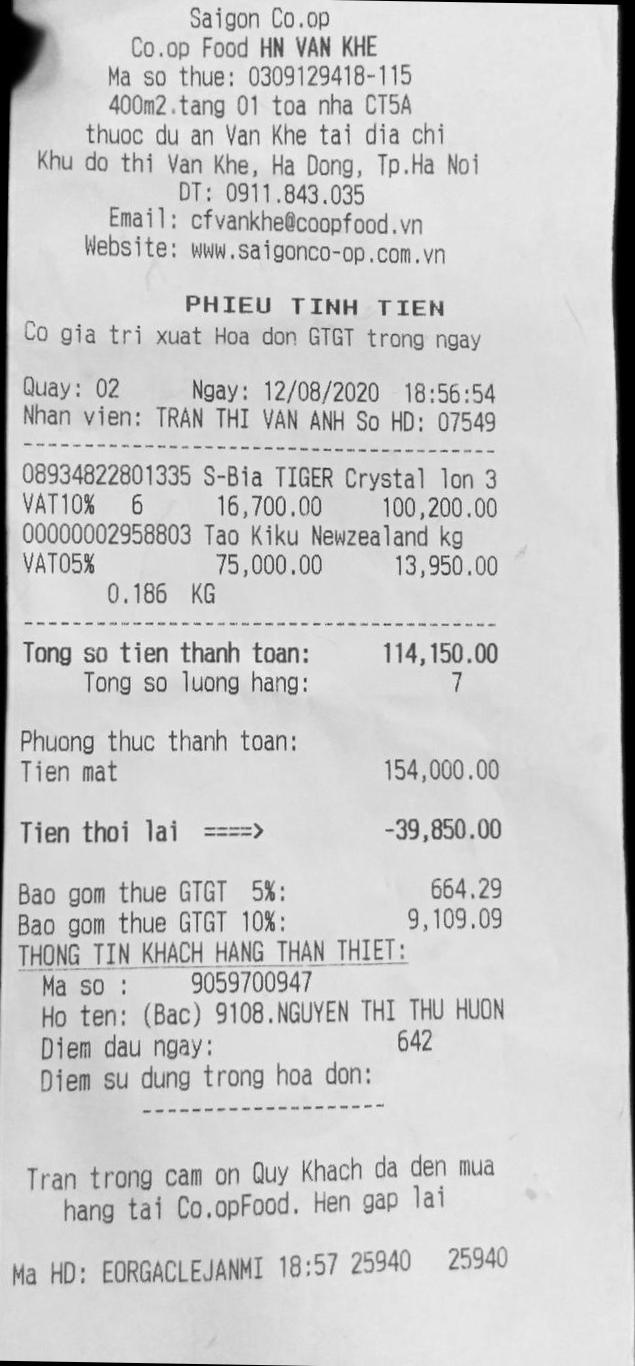 Saigon Co.op
Co.op Food HN VAN KHE
Ma so thue: 0309129418-115
400m2.tang 01 toa nha CT5A
thuoc du an Van Khe tai dia chi
Khu do thi Van Khe, Ha Dong, Tp.Ha Noi
DT: 0911.843.035
Email: cfvankhe@coopfood.vn
Website: www.saigonco-op.com.vn
PHIEU TINH TIEN
Co gia tri xuat Hoa don GTGT trong ngay
Quay: 02 Ngay: 12/08/2020 18:56:54
Nhan vien: TRAN THI VAN ANH So HD: 07549
----------------------------------------
08934822801335 S-Bia TIGER Crystal lon 3
VAT10% 6 16,700.00 100,200.00
00000002958803 Tao Kiku Newzealand kg
VAT05% 75,000.00 13,950.00
0.186 KG
----------------------------------------
Tong so tien thanh toan: 114,150.00
Tong so luong hang: 7
Phuong thuc thanh toan:
Tien mat 154,000.00
Tien thoi lai ====> -39,850.00
Bao gom thue GTGT 5%: 664.29
Bao gom thue GTGT 10%: 9,109.09
THONG TIN KHACH HANG THAN THIET:
Ma so : 9059700947
Ho ten: (Bac) 9108.NGUYEN THI THU HUON
Diem dau ngay: 642
Diem su dung trong hoa don:
--------------------
Tran trong cam on Quy Khach da den mua
hang tai Co.opFood. Hen gap lai
Ma HD: EORGACLEJANMI 18:57 25940 25940